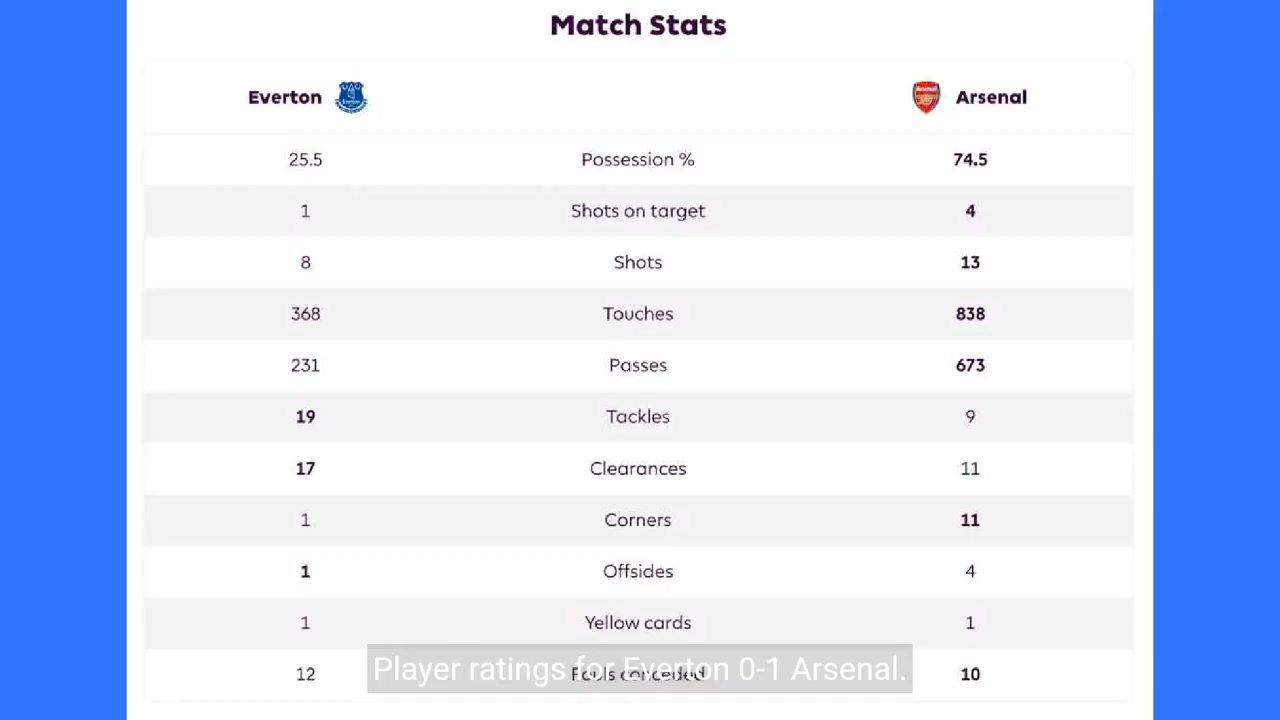 Match Stats
Everton Arsenal
25.5 Possession % 74.5
1 Shots on target 4
8 Shots 13
368 Touches 838
231 Passes 673
19 Tackles 9
17 Clearances 11
1 Corners 11
1 Offsides 4
1 Yellow cards 1
12 Fouls conceded 10
Player ratings for Everton 0-1 Arsenal.